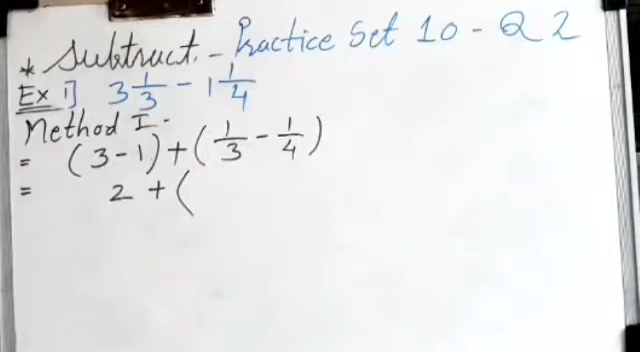 * Subtract. - Practice Set 10 - Q 2
Ex 1] 3 1/3 - 1 1/4
Method I -
= (3-1) + (1/3 - 1/4)
= 2 + (